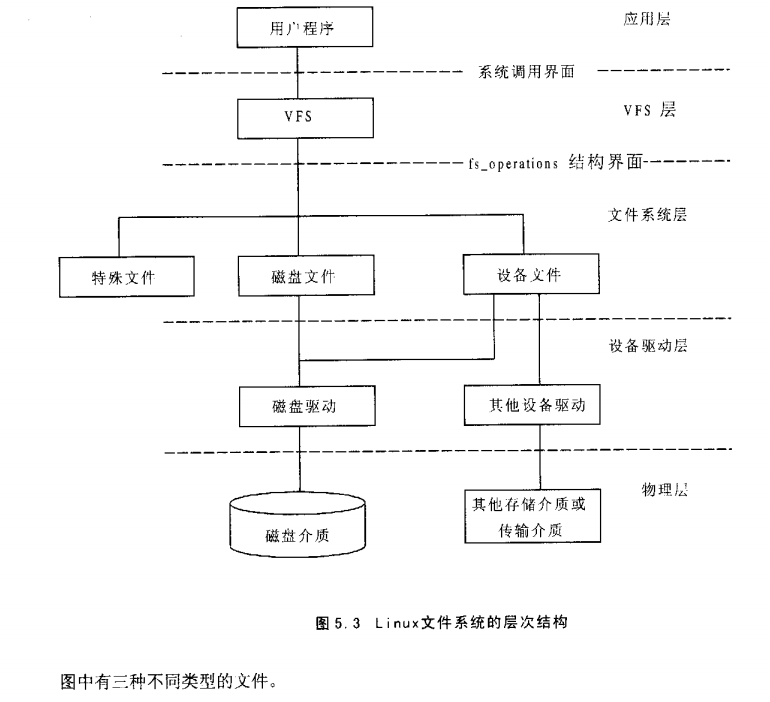 用户程序
应用层
系统调用界面
VFS
VFS 层
fs_operations 结构界面
文件系统层
特殊文件
磁盘文件
设备文件
设备驱动层
磁盘驱动
其他设备驱动
物理层
磁盘介质
其他存储介质或
传输介质
图 5.3 Linux文件系统的层次结构
图中有三种不同类型的文件。